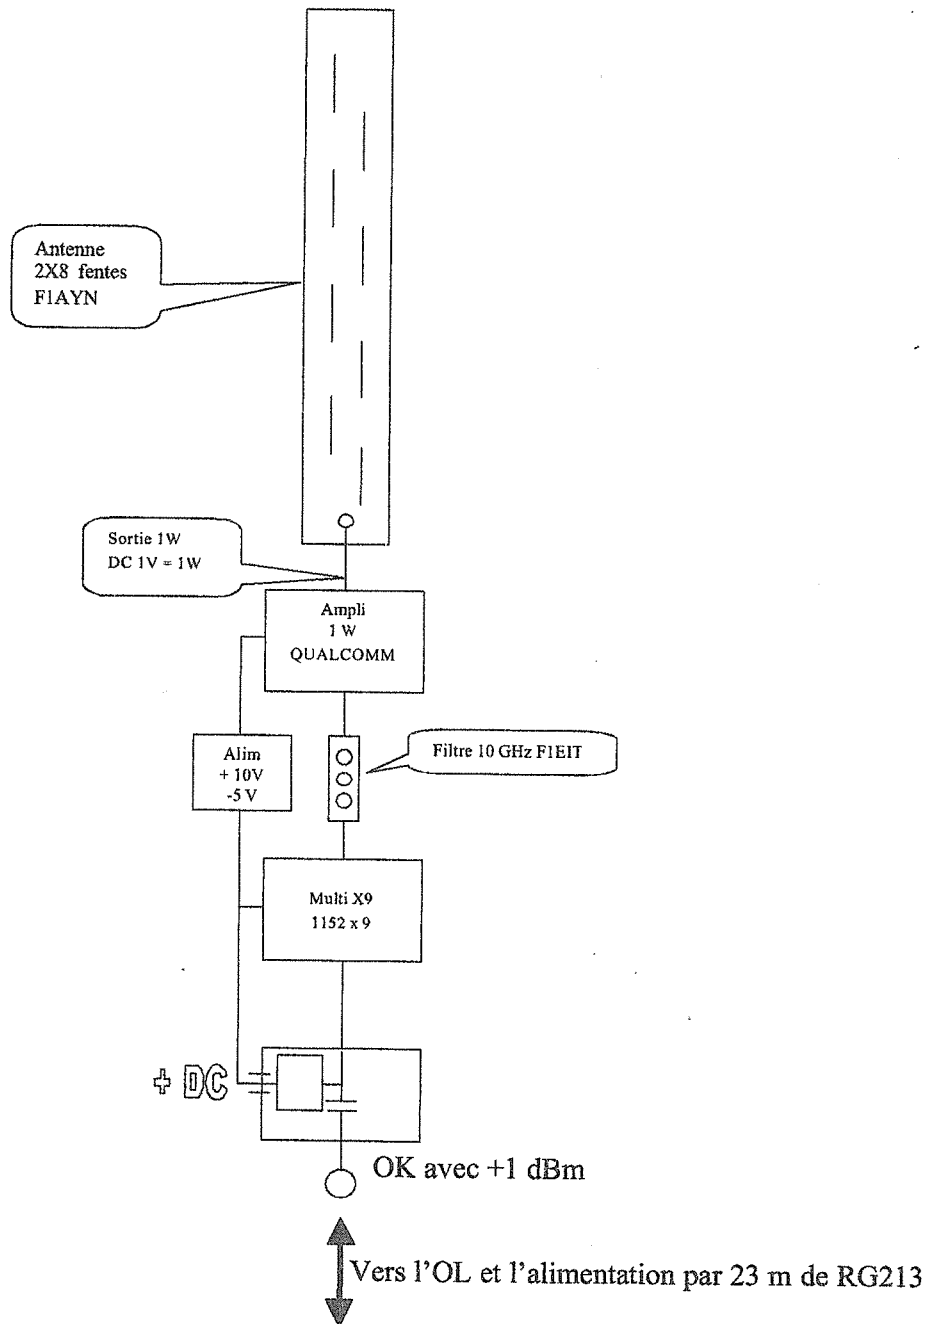 Antenne
2X8 fentes
F1AYN
Sortie 1W
DC 1V = 1W
Ampli
1 W
QUALCOMM
Alim
+ 10V
-5 V
Filtre 10 GHz F1EIT
Multi X9
1152 x 9
+ DC
OK avec +1 dBm
Vers l'OL et l'alimentation par 23 m de RG213